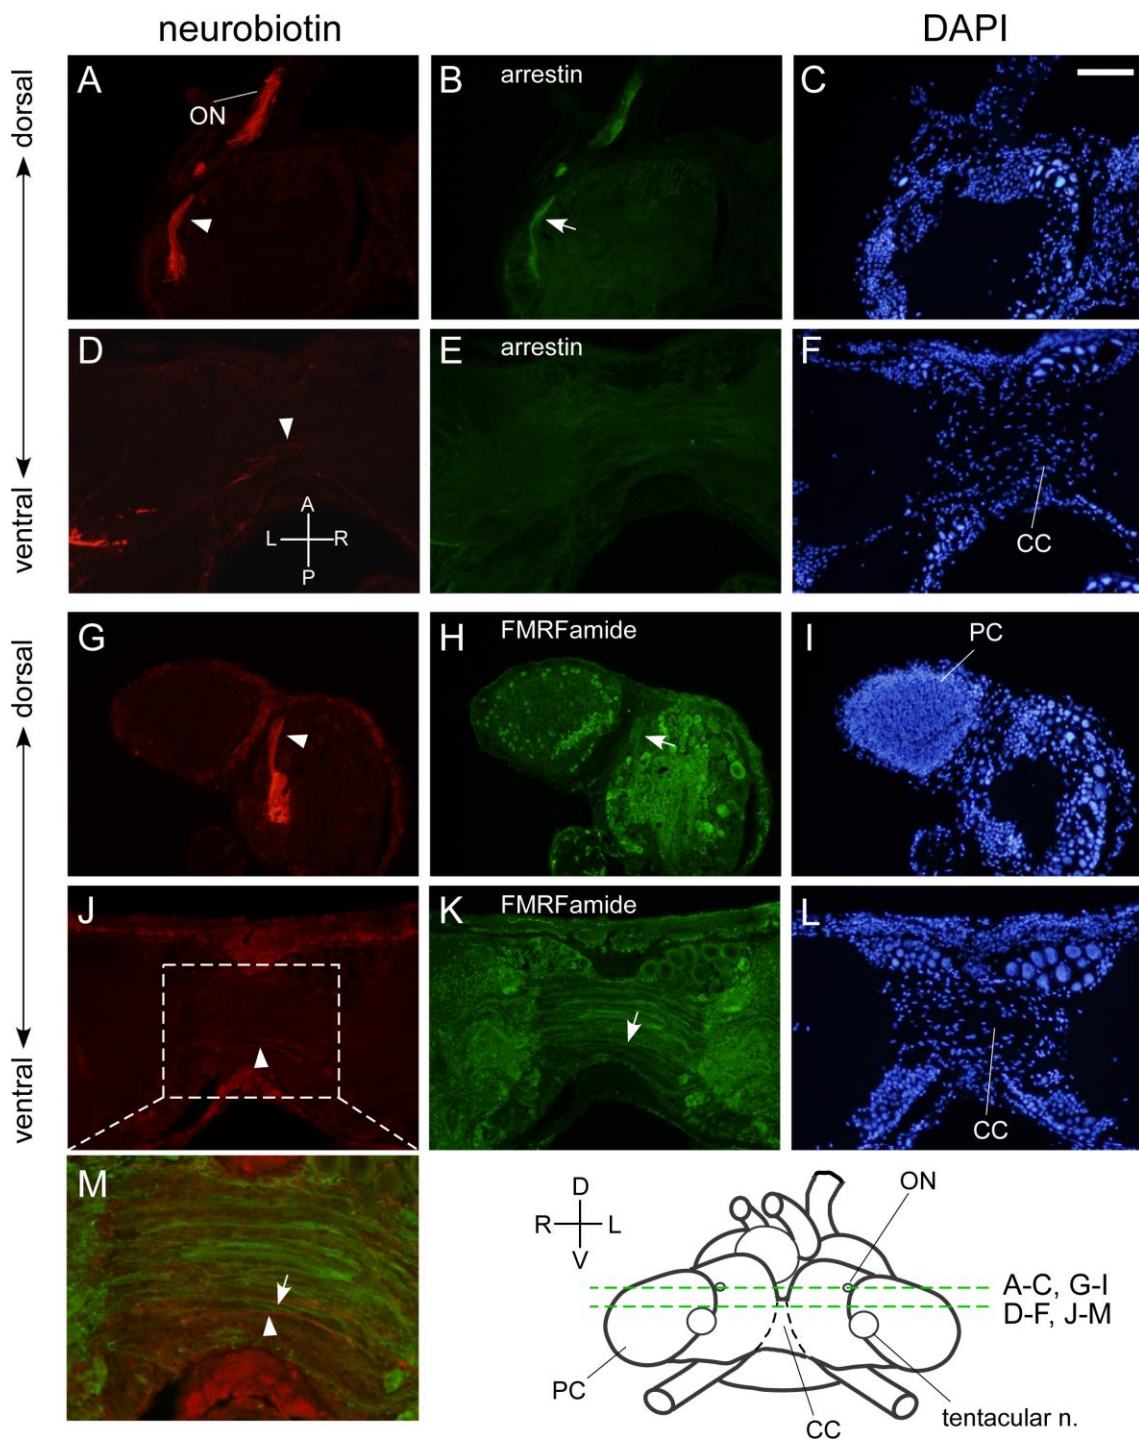 neurobiotin
DAPI
dorsal
ventral
A
ON
B
arrestin
C
D
A
L
R
P
E
arrestin
F
CC
dorsal
ventral
G
H
FMRFamide
I
PC
J
K
FMRFamide
L
CC
M
D
R
L
V
ON
A-C, G-I
D-F, J-M
PC
CC
tentacular n.